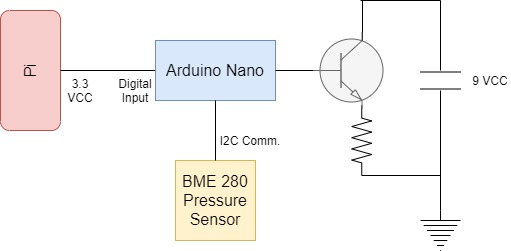 Pi
3.3
VCC
Digital
Input
Arduino Nano
I2C Comm.
BME 280
Pressure
Sensor
9 VCC